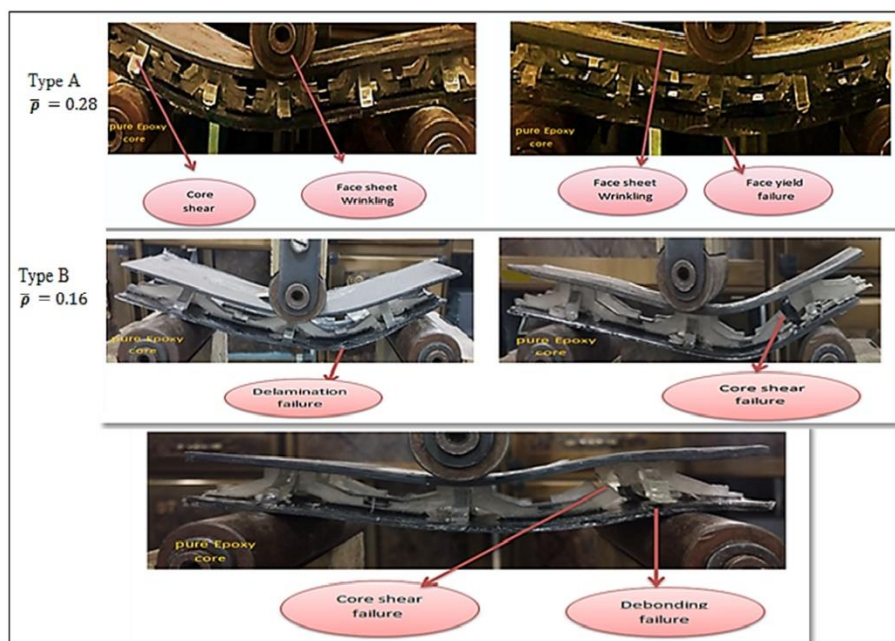 Type A
p̄ = 0.28
pure Epoxy
core
pure Epoxy
core
Core
shear
Face sheet
Wrinkling
Face sheet
Wrinkling
Face yield
failure
Type B
p̄ = 0.16
pure Epoxy
core
pure Epoxy
core
Delamination
failure
Core shear
failure
pure Epoxy
core
Core shear
failure
Debonding
failure